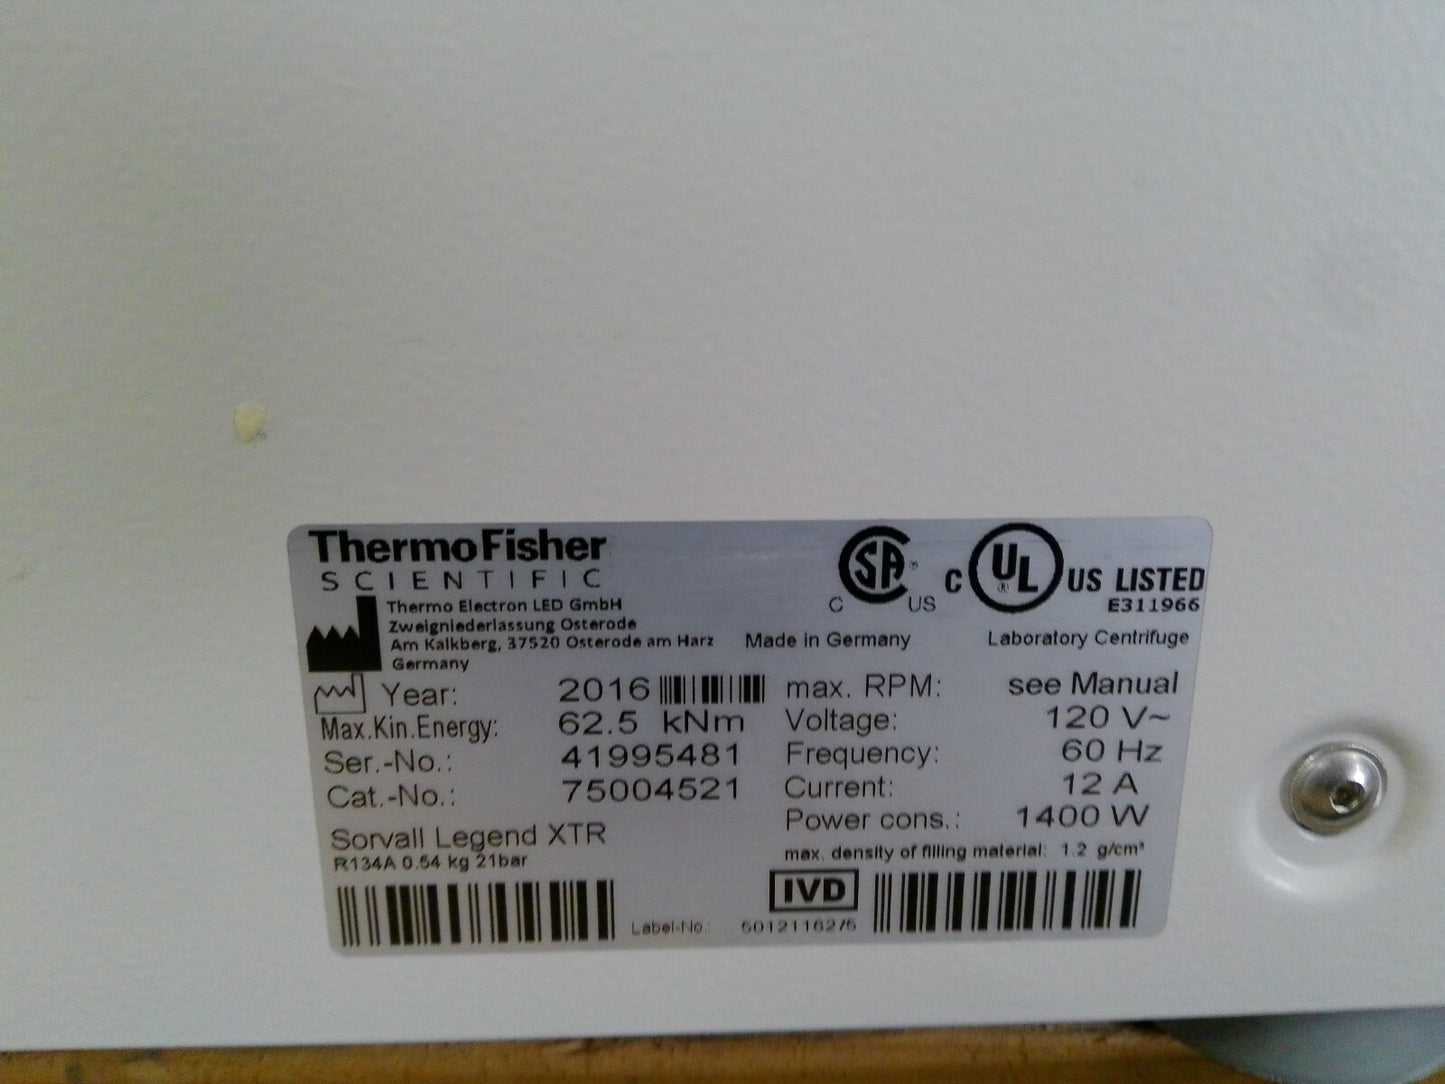 ThermoFisher
SCIENTIFIC
Thermo Electron LED GmbH
Zweigniederlassung Osterode
Am Kalkberg, 37520 Osterode am Harz
Germany
Made in Germany
SA
C US
C UL US LISTED
E311966
Laboratory Centrifuge
Year: 2016
Max.Kin.Energy: 62.5 kNm
Ser.-No.: 41995481
Cat.-No.: 75004521
Sorvall Legend XTR
R134A 0.54 kg 21bar
max. RPM: see Manual
Voltage: 120 V~
Frequency: 60 Hz
Current: 12 A
Power cons.: 1400 W
max. density of filling material: 1.2 g/cm³
IVD
Label-No.: